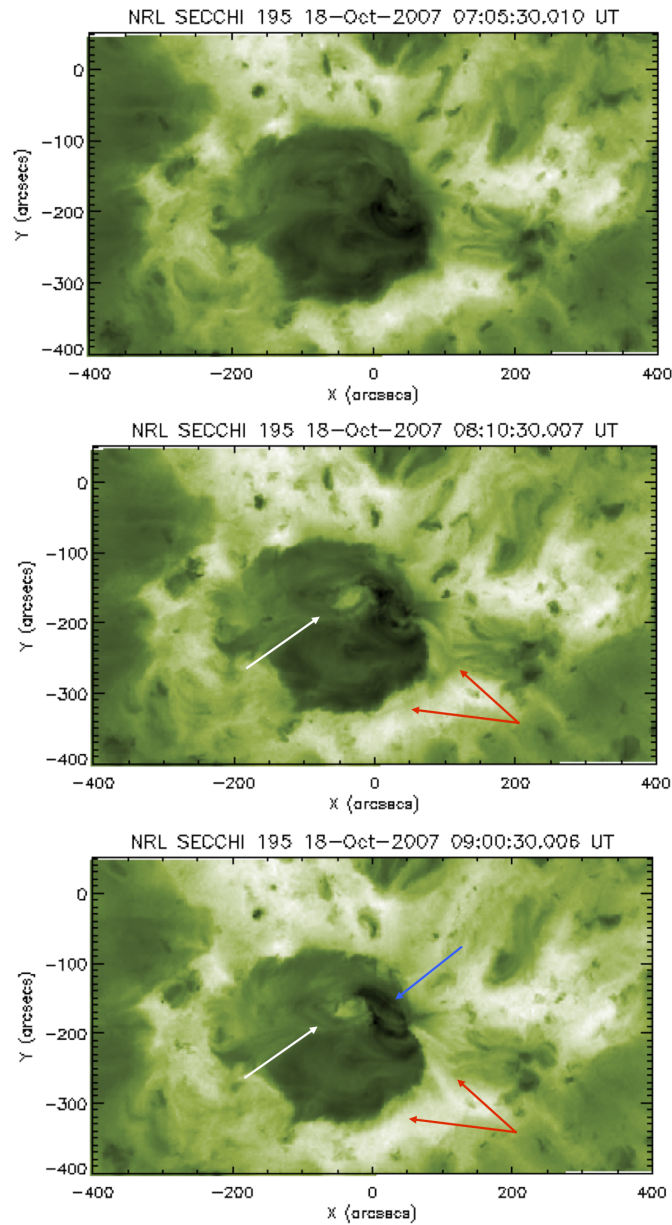 NRL SECCHI 195 18-Oct-2007 07:05:30.010 UT
0
-100
-200
-300
-400
Y (arcsecs)
-400 -200 0 200 400
X (arcsecs)
NRL SECCHI 195 18-Oct-2007 08:10:30.007 UT
0
-100
-200
-300
-400
Y (arcsecs)
-400 -200 0 200 400
X (arcsecs)
NRL SECCHI 195 18-Oct-2007 09:00:30.006 UT
0
-100
-200
-300
-400
Y (arcsecs)
-400 -200 0 200 400
X (arcsecs)